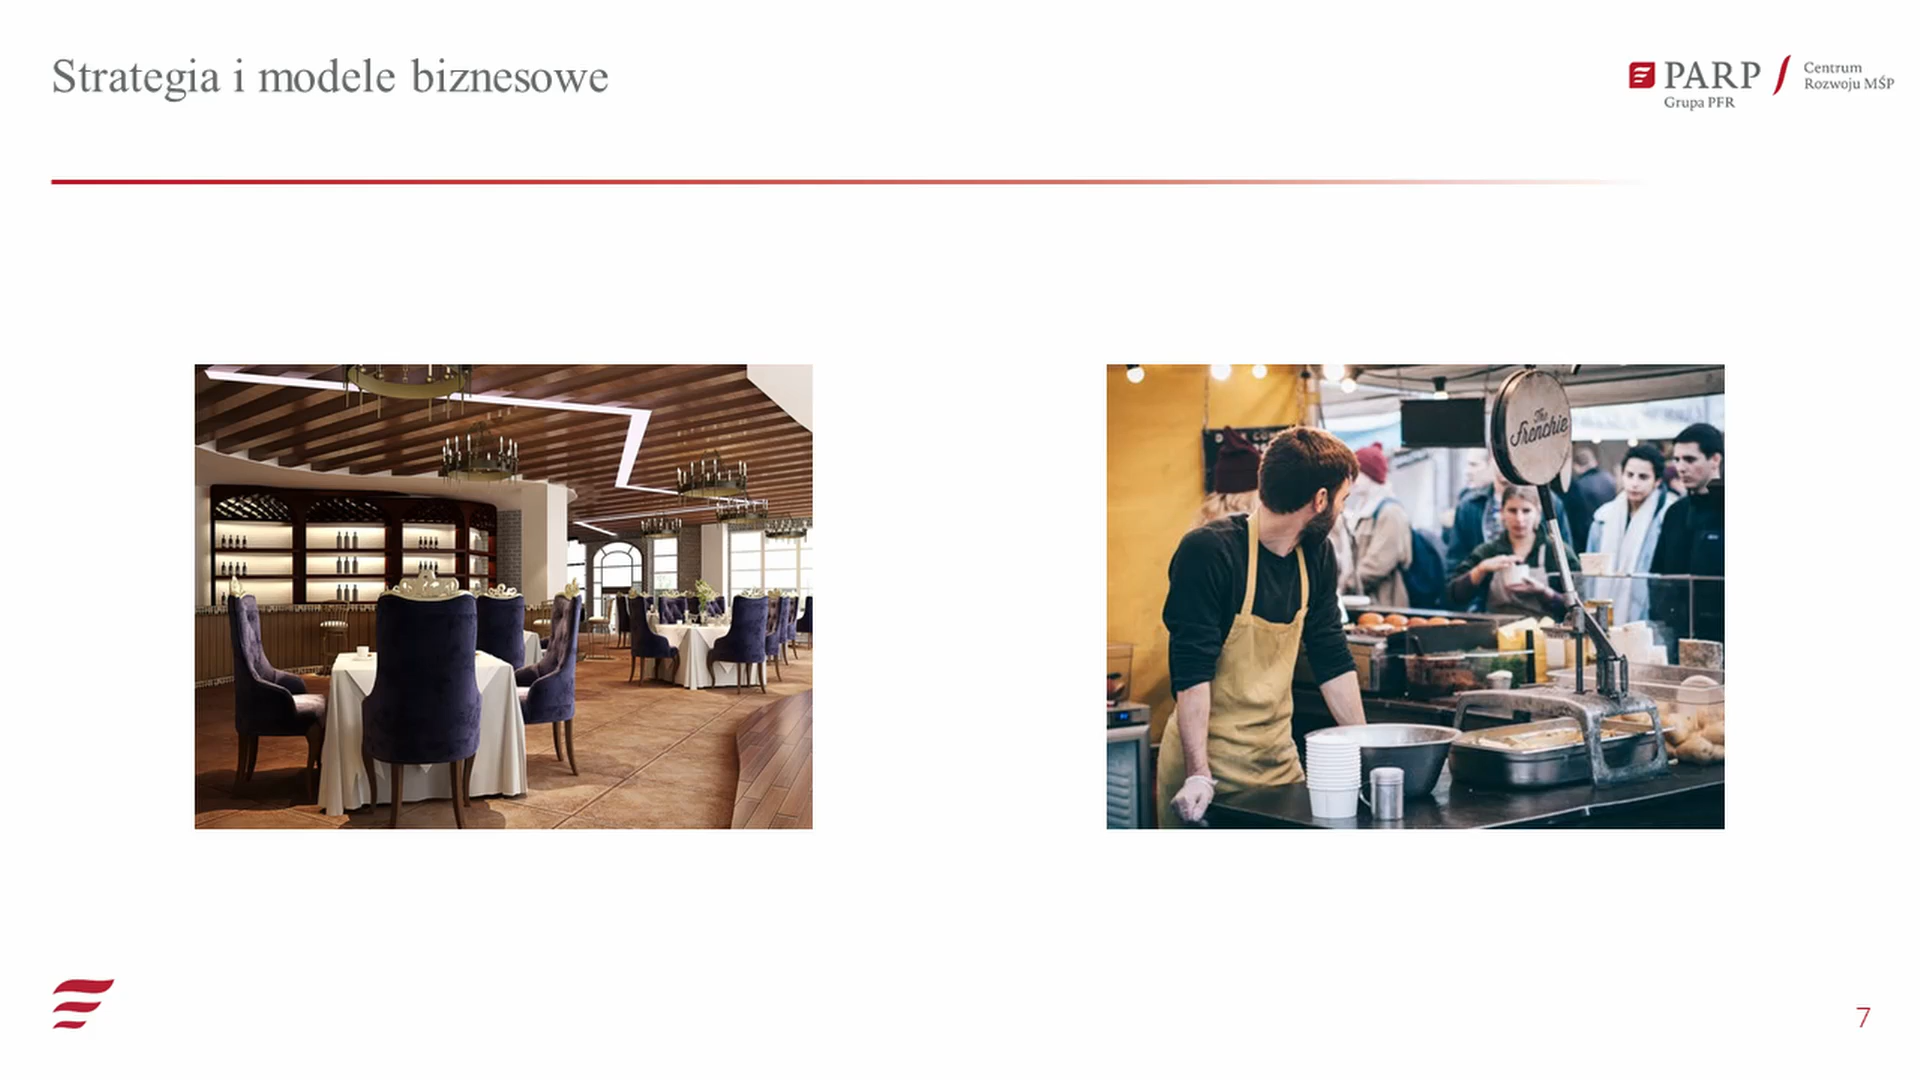 Strategia i modele biznesowe
PARP
Grupa PFR
Centrum
Rozwoju MŚP
The
Frenchie
7